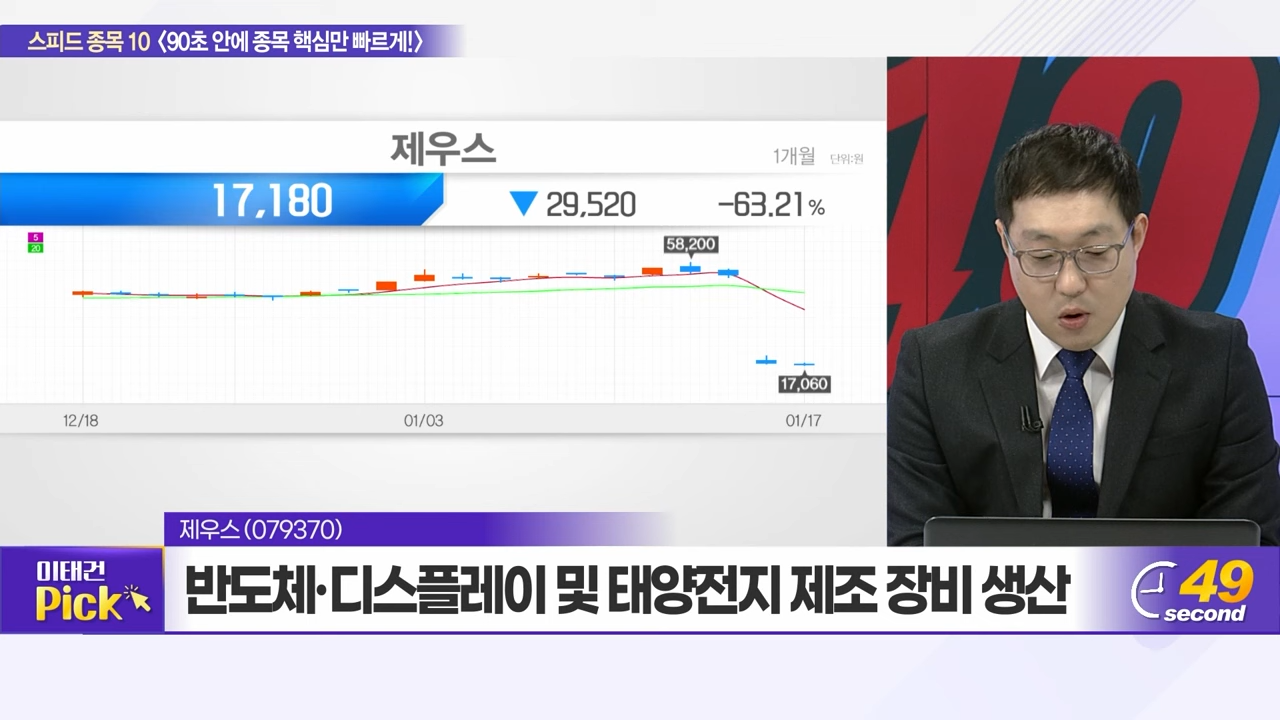 스피드 종목 10 〈90초 안에 종목 핵심만 빠르게!〉
제우스
1개월 단위:원
17,180 ▼ 29,520 -63.21%
5
20
58,200
17,060
12/18 01/03 01/17
10
제우스(079370)
이태건
Pick
반도체·디스플레이 및 태양전지 제조 장비 생산
49
second